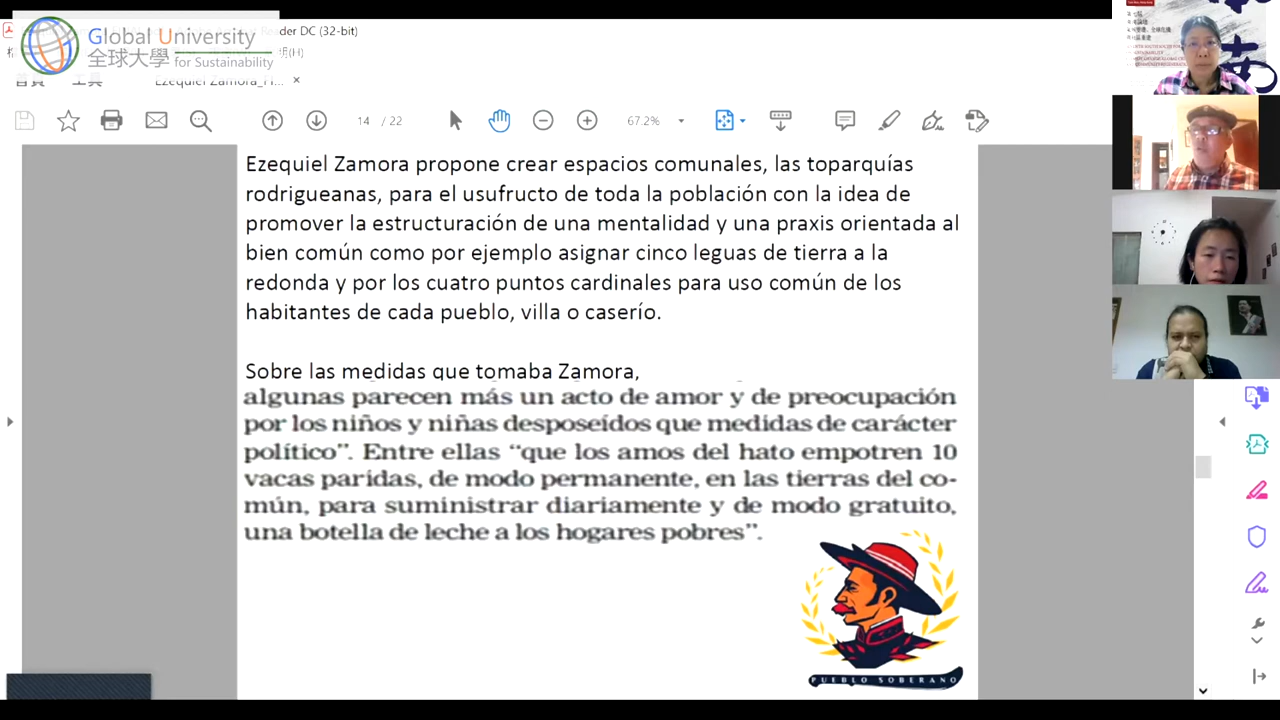 Global University
全球大學 for Sustainability
Reader DC (32-bit)
14 / 22
67.2%
Ezequiel Zamora propone crear espacios comunales, las toparquías
rodrigueanas, para el usufructo de toda la población con la idea de
promover la estructuración de una mentalidad y una praxis orientada al
bien común como por ejemplo asignar cinco leguas de tierra a la
redonda y por los cuatro puntos cardinales para uso común de los
habitantes de cada pueblo, villa o caserío.
Sobre las medidas que tomaba Zamora,
algunas parecen más un acto de amor y de preocupación
por los niños y niñas desposeídos que medidas de carácter
político”. Entre ellas “que los amos del hato empotren 10
vacas paridas, de modo permanente, en las tierras del co-
mún, para suministrar diariamente y de modo gratuito,
una botella de leche a los hogares pobres”.
PUEBLO SOBERANO